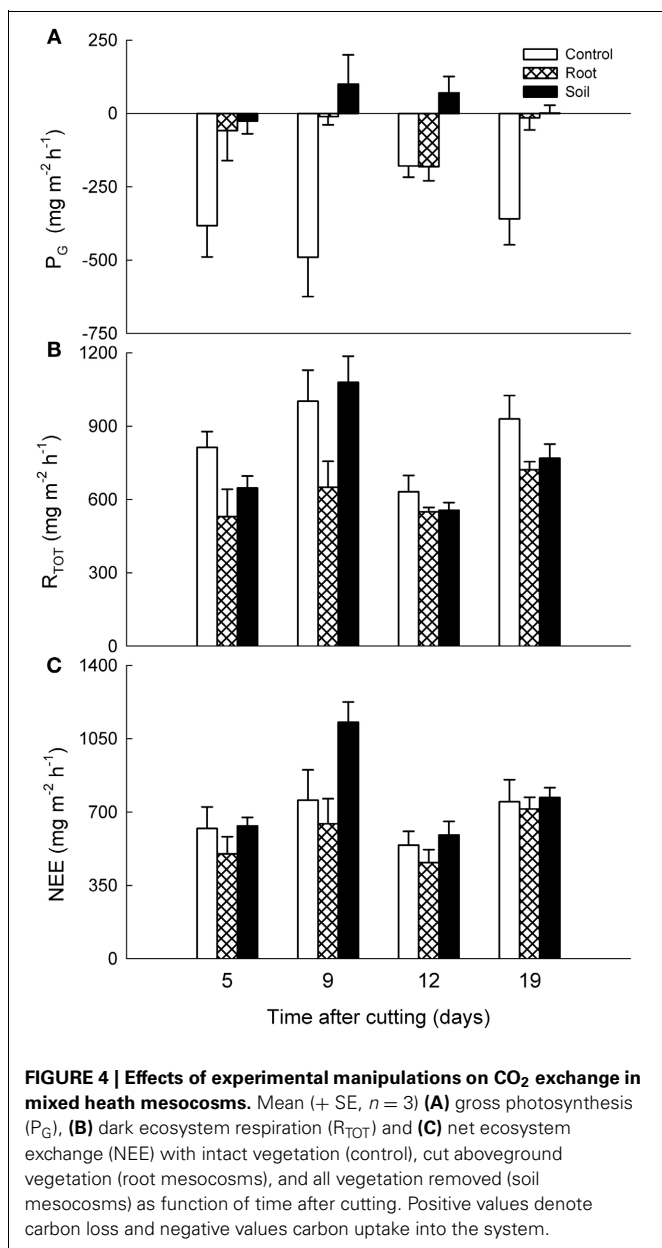 A
250
0
-250
-500
-750
P_G (mg m⁻² h⁻¹)
Control
Root
Soil
B
1200
900
600
300
0
R_TOT (mg m⁻² h⁻¹)
C
1400
1050
700
350
0
NEE (mg m⁻² h⁻¹)
5 9 12 19
Time after cutting (days)
FIGURE 4 | Effects of experimental manipulations on CO₂ exchange in
mixed heath mesocosms. Mean (+ SE, n = 3) (A) gross photosynthesis
(P_G), (B) dark ecosystem respiration (R_TOT) and (C) net ecosystem
exchange (NEE) with intact vegetation (control), cut aboveground
vegetation (root mesocosms), and all vegetation removed (soil
mesocosms) as function of time after cutting. Positive values denote
carbon loss and negative values carbon uptake into the system.